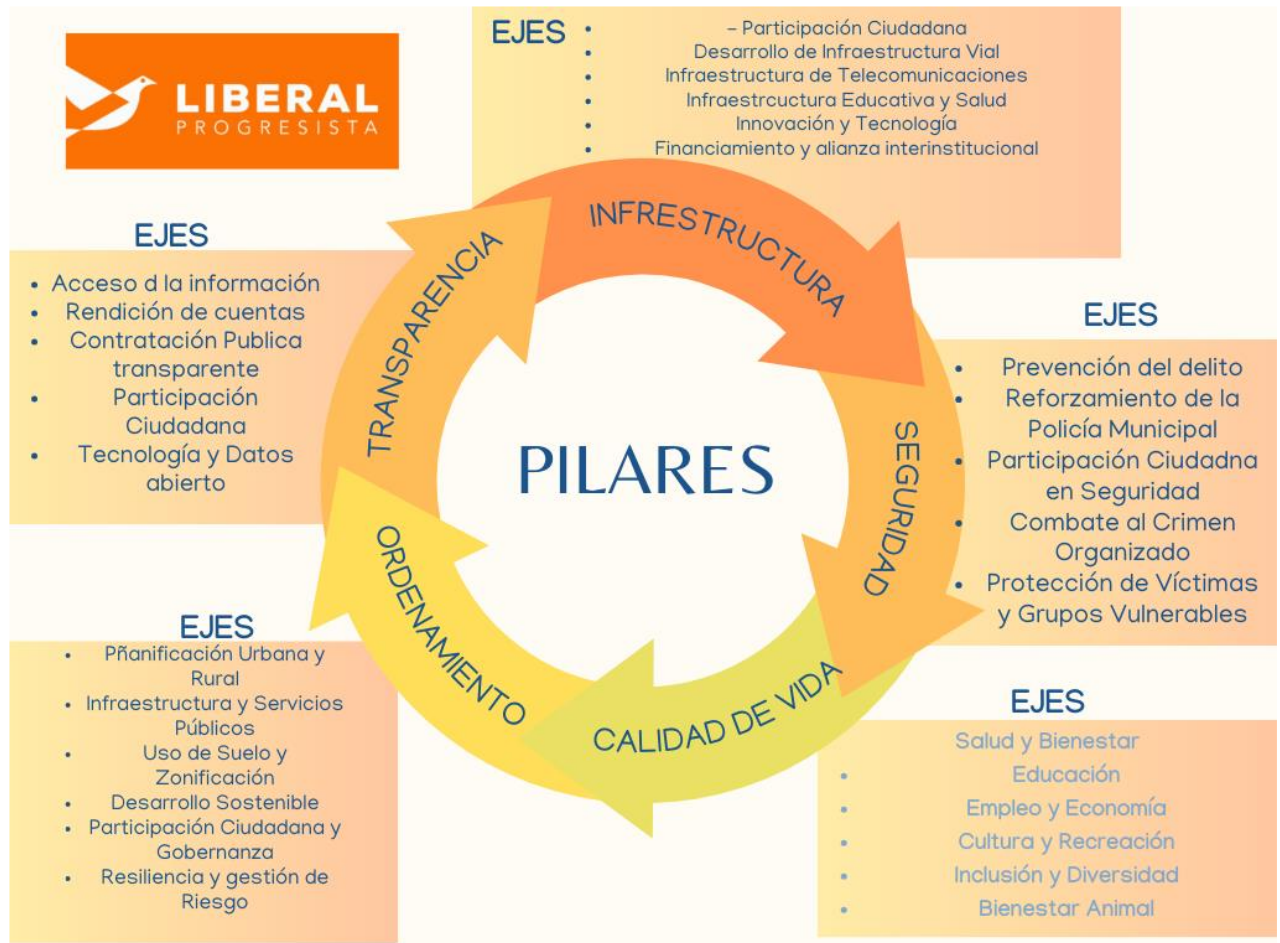 LIBERAL
PROGRESISTA
EJES
• – Participación Ciudadana
• Desarrollo de Infraestructura Vial
• Infraestructura de Telecomunicaciones
• Infraestrcuctura Educativa y Salud
• Innovación y Tecnología
• Financiamiento y alianza interinstitucional
INFRESTRUCTURA
EJES
• Prevención del delito
• Reforzamiento de la
Policía Municipal
• Participación Ciudadna
en Seguridad
• Combate al Crimen
Organizado
• Protección de Víctimas
y Grupos Vulnerables
SEGURIDAD
EJES
Salud y Bienestar
• Educación
• Empleo y Economía
• Cultura y Recreación
• Inclusión y Diversidad
• Bienestar Animal
CALIDAD DE VIDA
EJES
• Pñanificación Urbana y
Rural
• Infraestructura y Servicios
Públicos
• Uso de Suelo y
Zonificación
• Desarrollo Sostenible
• Participación Ciudadana y
Gobernanza
• Resiliencia y gestión de
Riesgo
ORDENAMIENTO
EJES
• Acceso d la información
• Rendición de cuentas
• Contratación Publica
transparente
• Participación
Ciudadana
• Tecnología y Datos
abierto
TRANSPARENCIA
PILARES